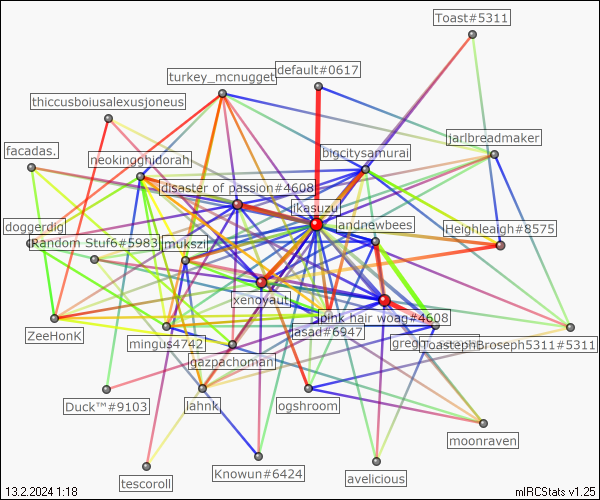 Toast#5311
default#0617
turkey_mcnugget
thiccusboiusalexusjoneus
jarlbreadmaker
facadas.
neokingghidorah
bigcitysamurai
disaster of passion#4608
jkesuzu
doggerdig
andnewbees
Heighleagh#8575
Random Stuf6#5983
mukszi
xenoyaut
pink hair woag#4608
asad#6947
ZeeHonK
mingus4742
greg
ToastephBroseph5311#5311
gazpachoman
Duck™#9103
lahnk
ogshroom
moonraven
Knowun#6424
avelicious
tescoroll
13.2.2024 1:18
mIRCStats v1.25